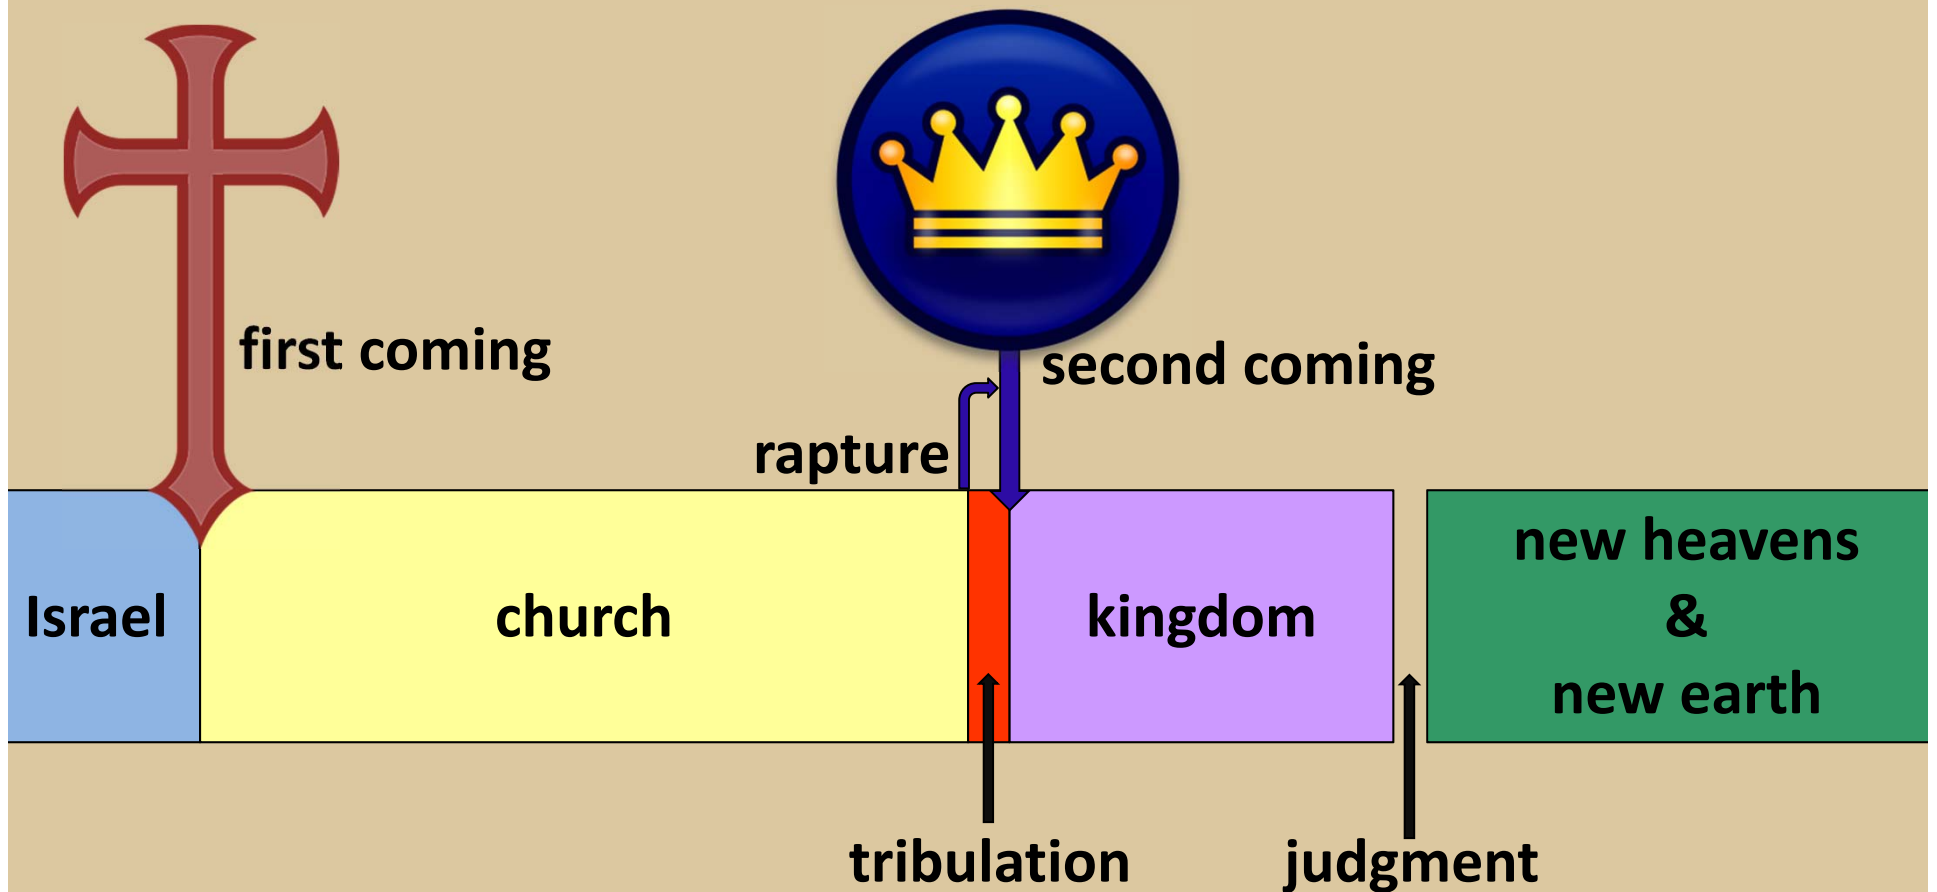 first coming
second coming
rapture
Israel
church
kingdom
new heavens
&
new earth
tribulation
judgment